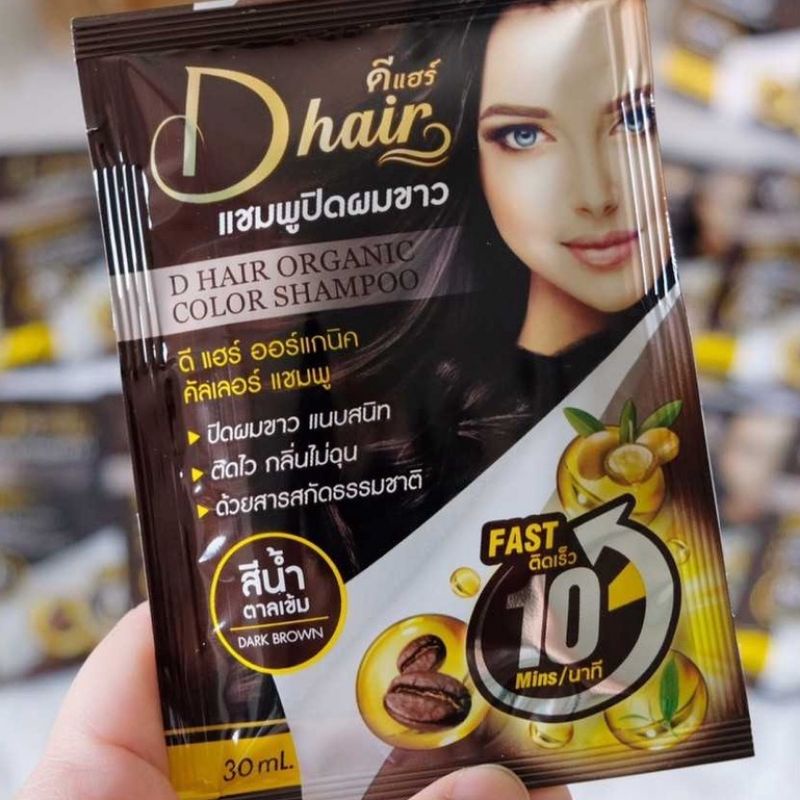 ดีแฮร์
D hair
แชมพูปิดผมขาว
D HAIR ORGANIC
COLOR SHAMPOO
ดี แฮร์ ออร์แกนิค
คัลเลอร์ แชมพู
ปิดผมขาว แนบสนิท
ติดไว กลิ่นไม่ฉุน
ด้วยสารสกัดธรรมชาติ
FAST
ติดเร็ว
10
Mins/นาที
สีน้ำ
ตาลเข้ม
DARK BROWN
30 mL.